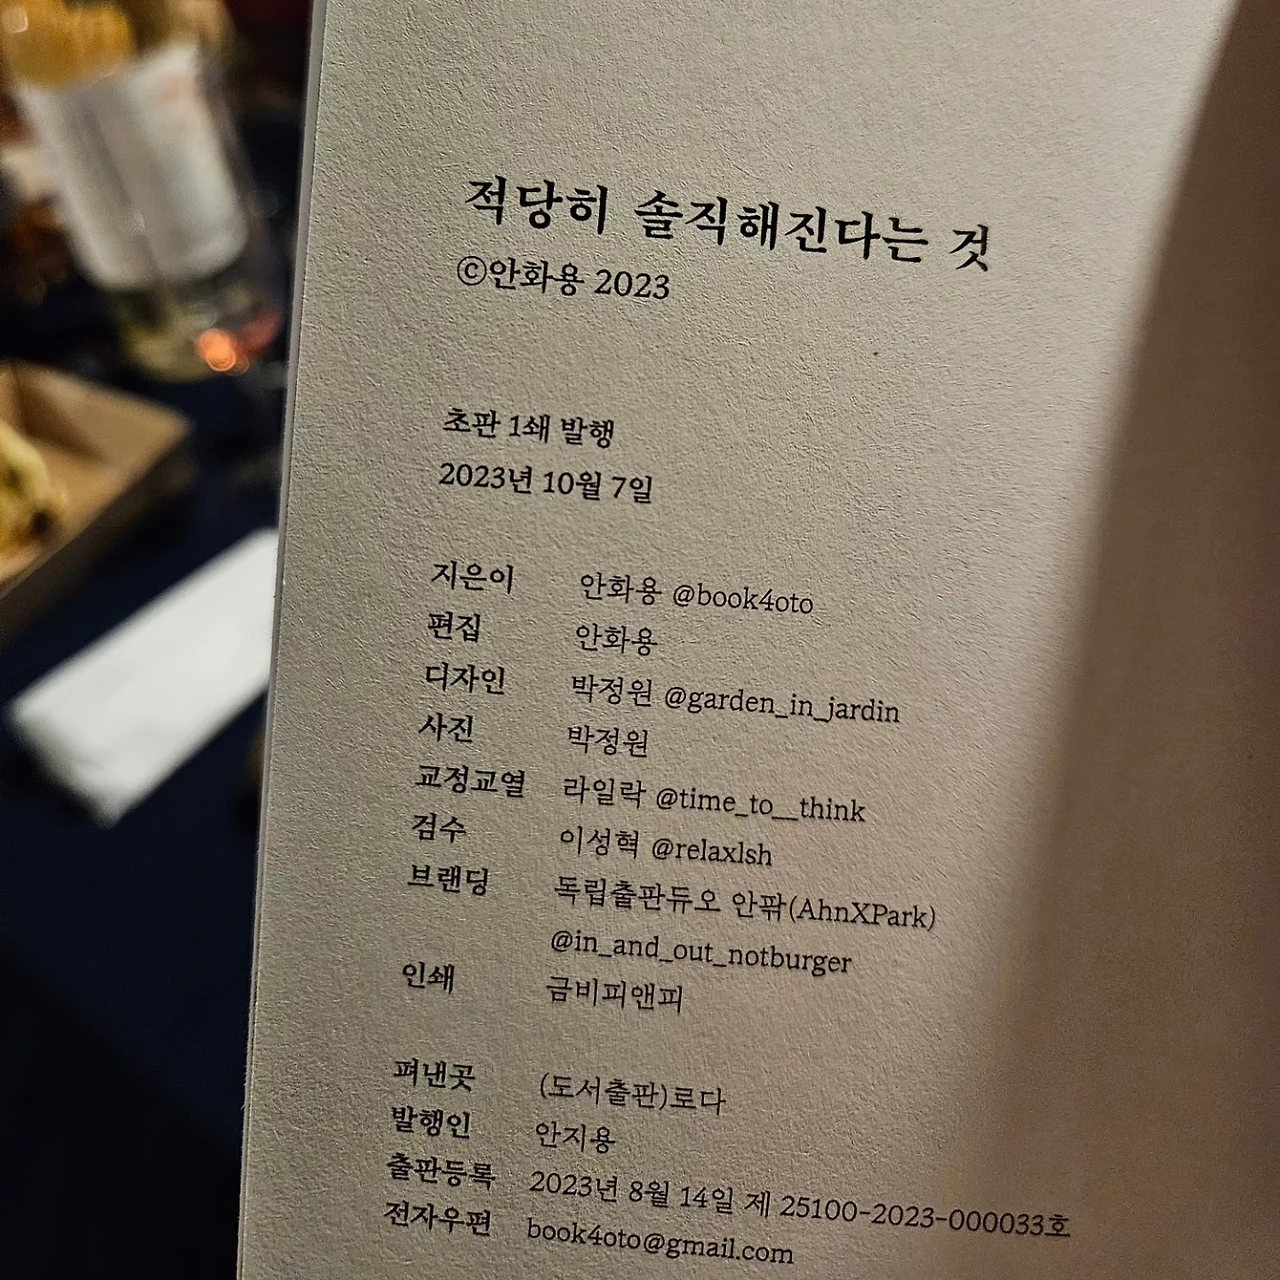 적당히 솔직해진다는 것
©안화용 2023
초판 1쇄 발행
2023년 10월 7일
지은이 안화용 @book4oto
편집 안화용
디자인 박정원 @garden_in_jardin
사진 박정원
교정교열 라일락 @time_to__think
검수 이성혁 @relaxlsh
브랜딩 독립출판듀오 안팎(AhnXPark)
@in_and_out_notburger
인쇄 금비피앤피
펴낸곳 (도서출판)로다
발행인 안지용
출판등록 2023년 8월 14일 제 25100-2023-000033호
전자우편 book4oto@gmail.com